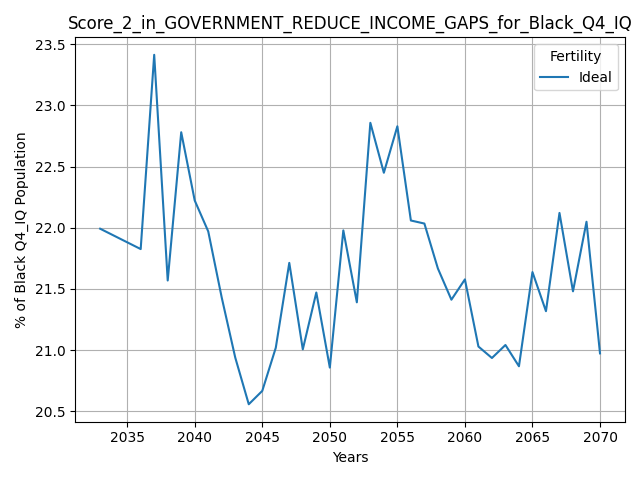 Score_2_in_GOVERNMENT_REDUCE_INCOME_GAPS_for_Black_Q4_IQ
Fertility
Ideal
23.5
23.0
22.5
22.0
21.5
21.0
20.5
% of Black Q4_IQ Population
2035 2040 2045 2050 2055 2060 2065 2070
Years